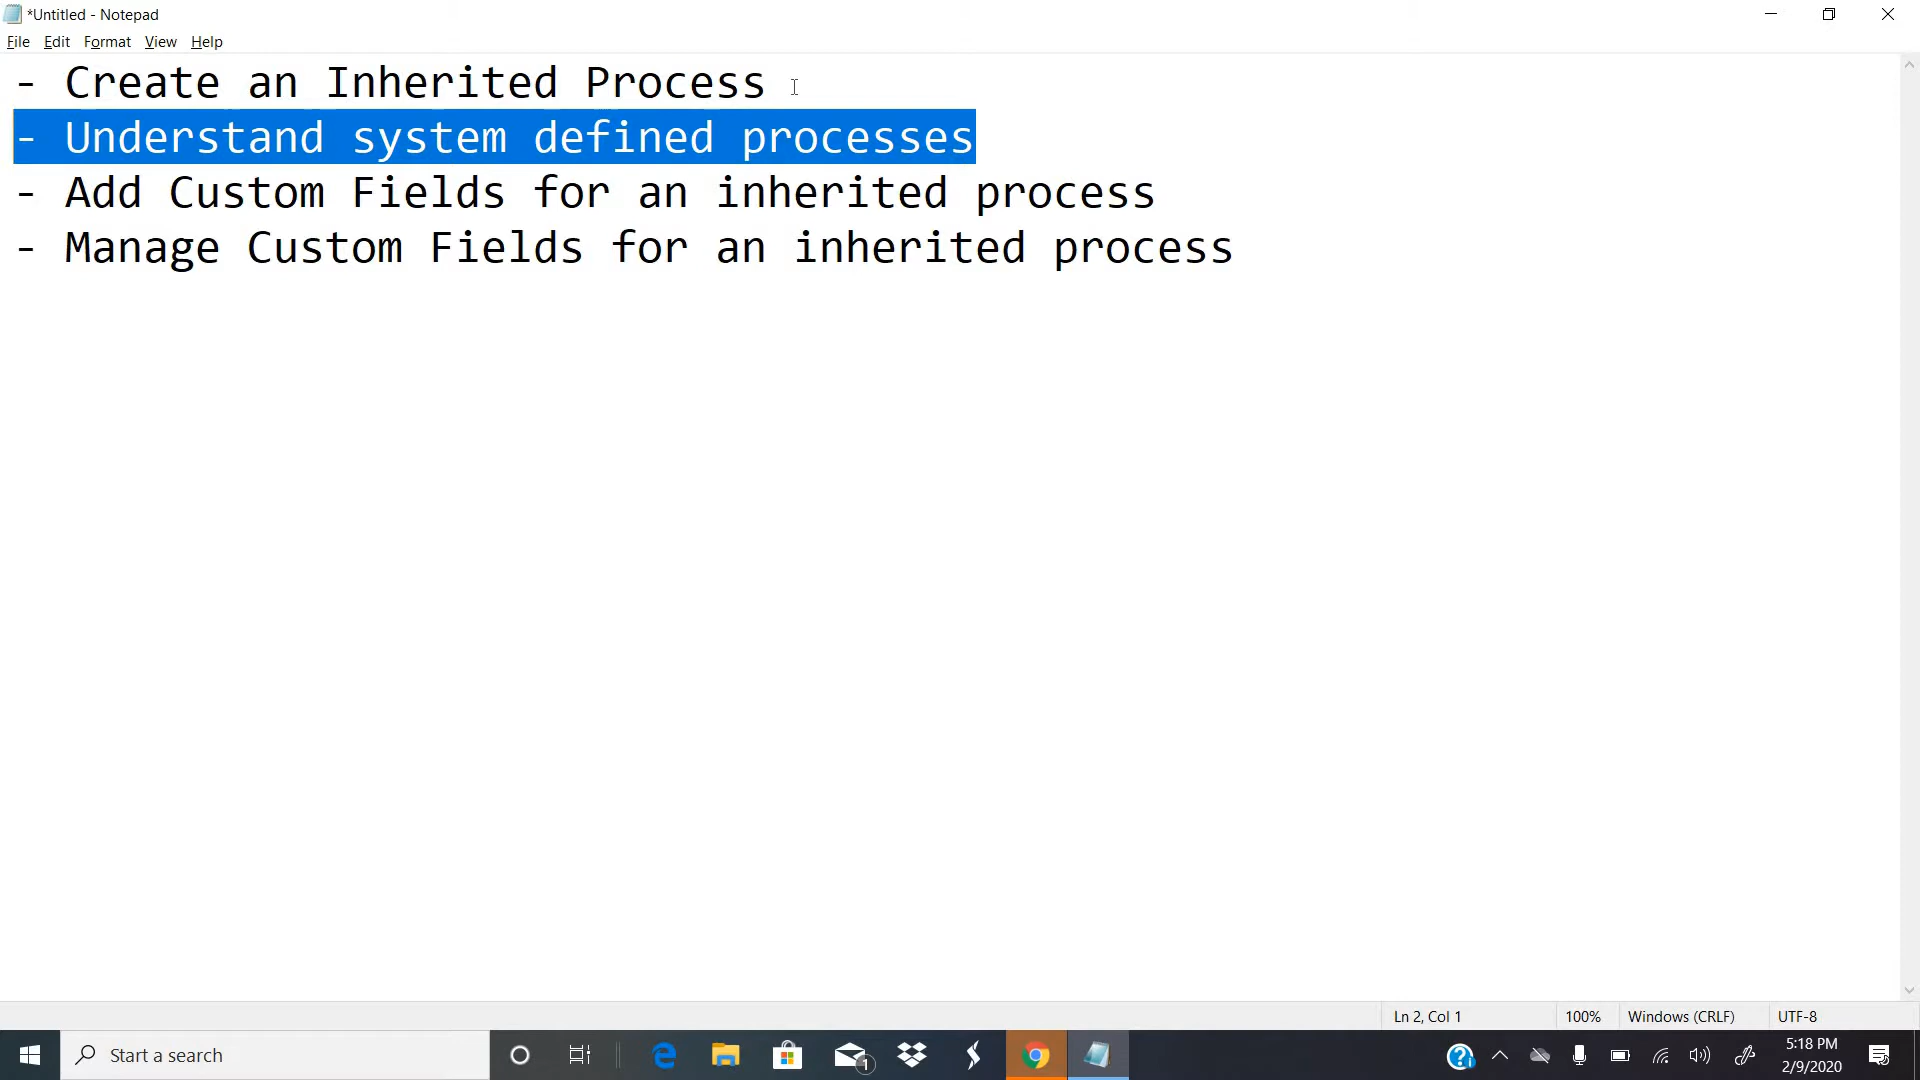 *Untitled - Notepad
File Edit Format View Help
- Create an Inherited Process
- Understand system defined processes
- Add Custom Fields for an inherited process
- Manage Custom Fields for an inherited process
Ln 2, Col 1 100% Windows (CRLF) UTF-8
Start a search
1
5:18 PM
2/9/2020